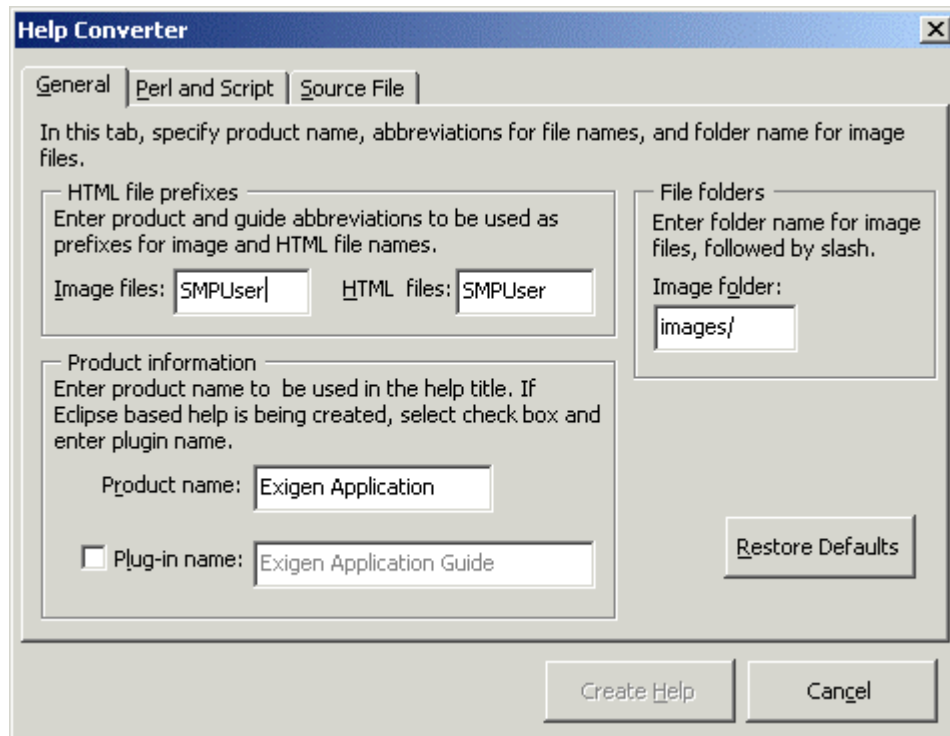 Help Converter
General Perl and Script Source File
In this tab, specify product name, abbreviations for file names, and folder name for image
files.
HTML file prefixes
Enter product and guide abbreviations to be used as
prefixes for image and HTML file names.
Image files: SMPUser HTML files: SMPUser
File folders
Enter folder name for image
files, followed by slash.
Image folder:
images/
Product information
Enter product name to be used in the help title. If
Eclipse based help is being created, select check box and
enter plugin name.
Product name: Exigen Application
Plug-in name: Exigen Application Guide
Restore Defaults
Create Help Cancel